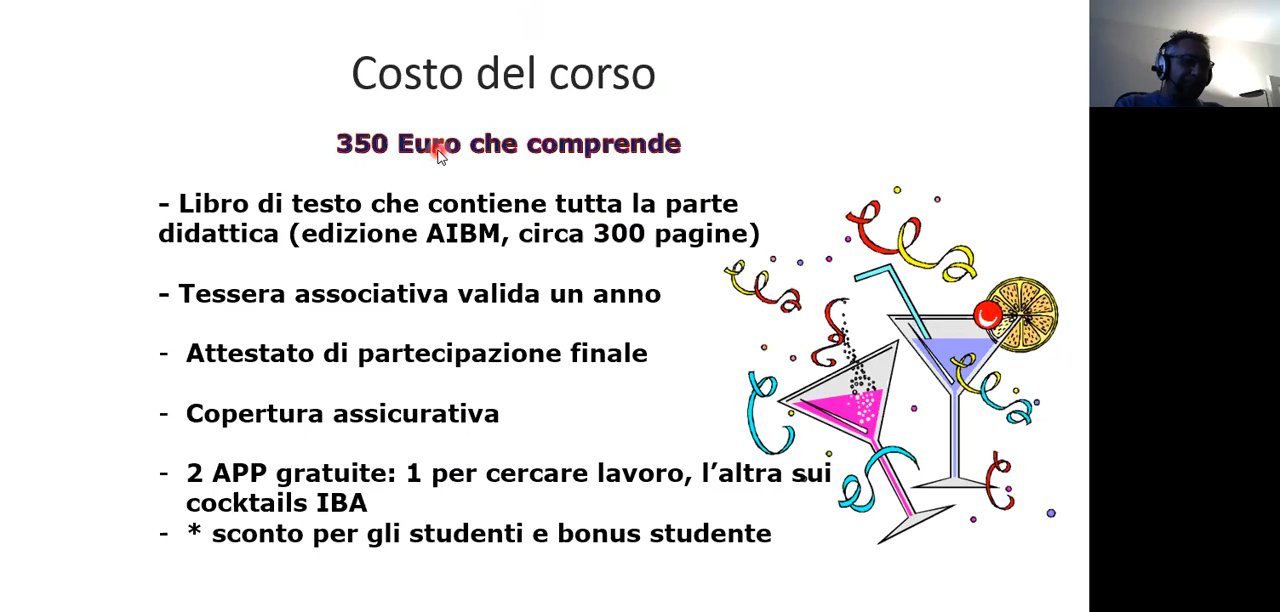 Costo del corso
350 Euro che comprende
- Libro di testo che contiene tutta la parte
didattica (edizione AIBM, circa 300 pagine)
- Tessera associativa valida un anno
- Attestato di partecipazione finale
- Copertura assicurativa
- 2 APP gratuite: 1 per cercare lavoro, l’altra sui
cocktails IBA
- * sconto per gli studenti e bonus studente